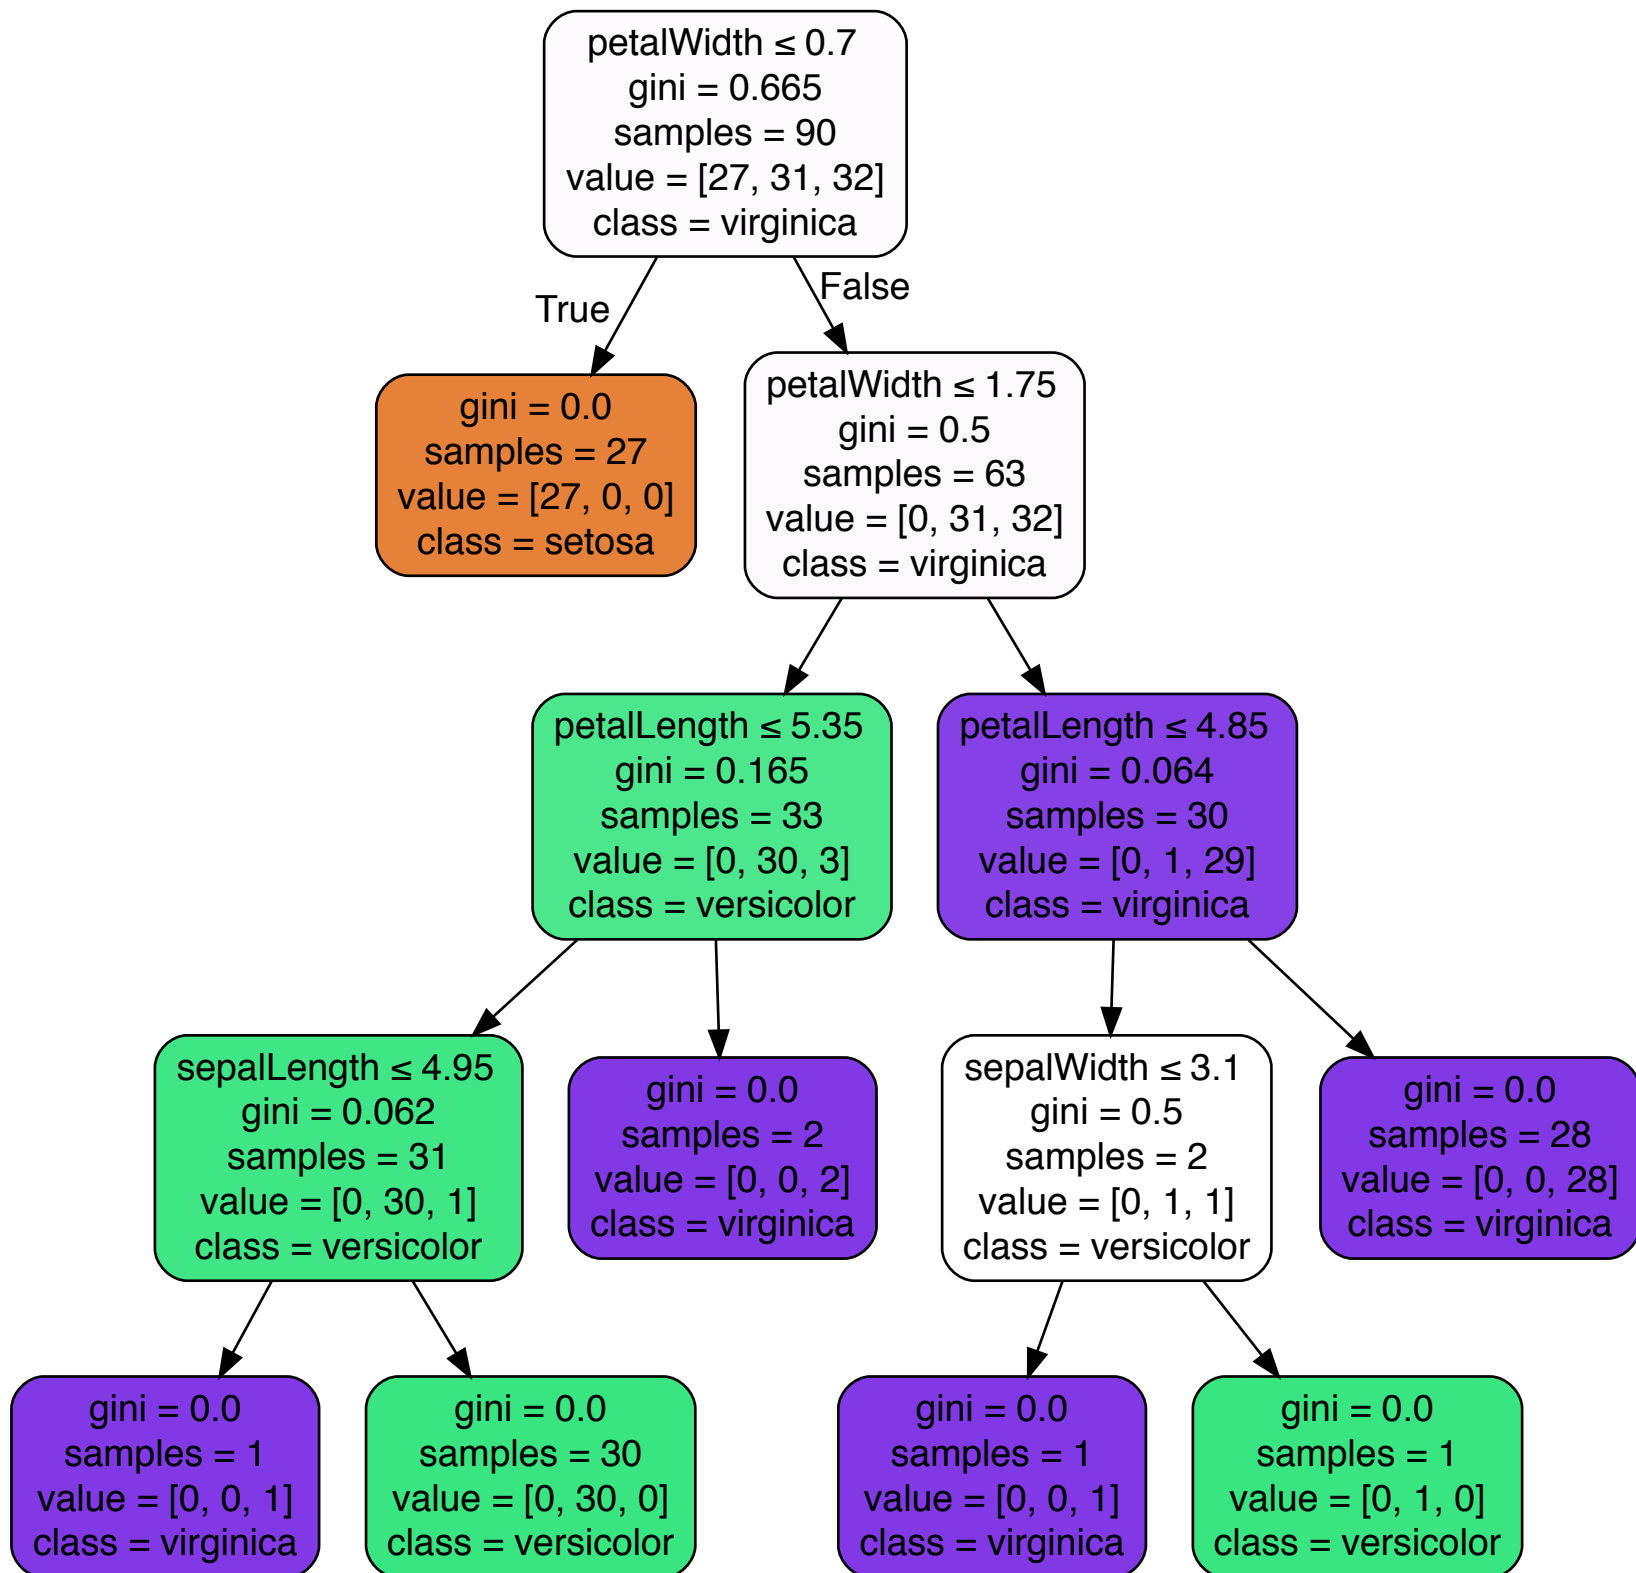 petalWidth ≤ 0.7
gini = 0.665
samples = 90
value = [27, 31, 32]
class = virginica
True
False
gini = 0.0
samples = 27
value = [27, 0, 0]
class = setosa
petalWidth ≤ 1.75
gini = 0.5
samples = 63
value = [0, 31, 32]
class = virginica
petalLength ≤ 5.35
gini = 0.165
samples = 33
value = [0, 30, 3]
class = versicolor
petalLength ≤ 4.85
gini = 0.064
samples = 30
value = [0, 1, 29]
class = virginica
sepalLength ≤ 4.95
gini = 0.062
samples = 31
value = [0, 30, 1]
class = versicolor
gini = 0.0
samples = 2
value = [0, 0, 2]
class = virginica
sepalWidth ≤ 3.1
gini = 0.5
samples = 2
value = [0, 1, 1]
class = versicolor
gini = 0.0
samples = 28
value = [0, 0, 28]
class = virginica
gini = 0.0
samples = 1
value = [0, 0, 1]
class = virginica
gini = 0.0
samples = 30
value = [0, 30, 0]
class = versicolor
gini = 0.0
samples = 1
value = [0, 0, 1]
class = virginica
gini = 0.0
samples = 1
value = [0, 1, 0]
class = versicolor